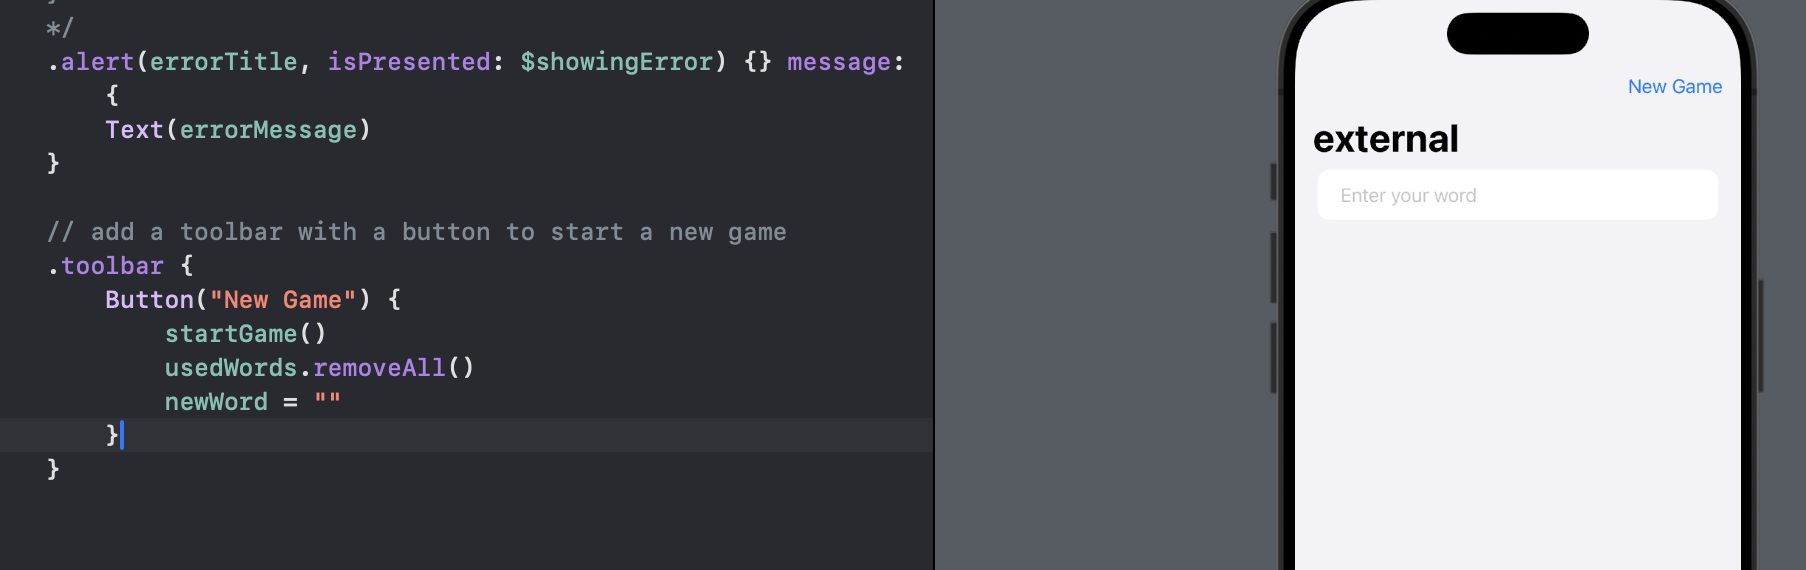 */
.alert(errorTitle, isPresented: $showingError) {} message:
    {
    Text(errorMessage)
}
// add a toolbar with a button to start a new game
.toolbar {
    Button("New Game") {
        startGame()
        usedWords.removeAll()
        newWord = ""
    }
}
New Game
external
Enter your word